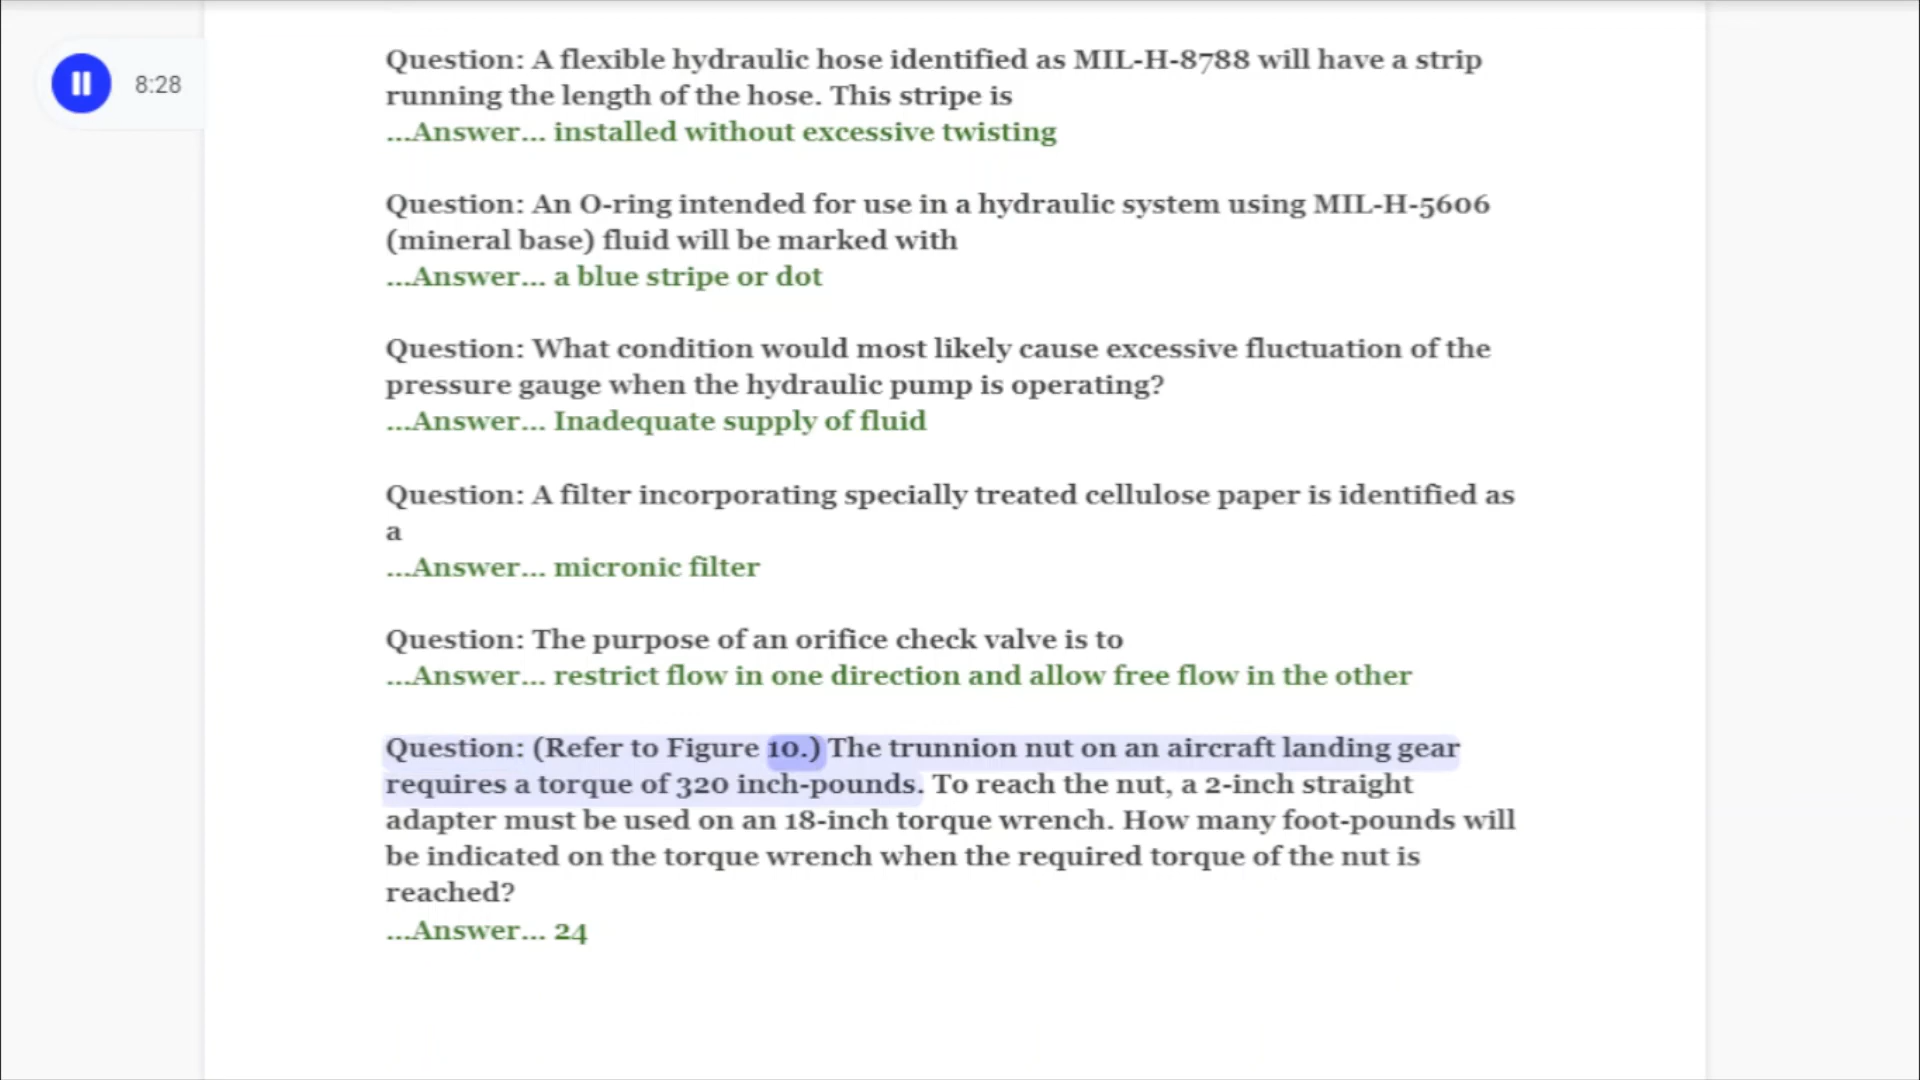 8:28
Question: A flexible hydraulic hose identified as MIL-H-8788 will have a strip
running the length of the hose. This stripe is
...Answer... installed without excessive twisting
Question: An O-ring intended for use in a hydraulic system using MIL-H-5606
(mineral base) fluid will be marked with
...Answer... a blue stripe or dot
Question: What condition would most likely cause excessive fluctuation of the
pressure gauge when the hydraulic pump is operating?
...Answer... Inadequate supply of fluid
Question: A filter incorporating specially treated cellulose paper is identified as
a
...Answer... micronic filter
Question: The purpose of an orifice check valve is to
...Answer... restrict flow in one direction and allow free flow in the other
Question: (Refer to Figure 10.) The trunnion nut on an aircraft landing gear
requires a torque of 320 inch-pounds. To reach the nut, a 2-inch straight
adapter must be used on an 18-inch torque wrench. How many foot-pounds will
be indicated on the torque wrench when the required torque of the nut is
reached?
...Answer... 24